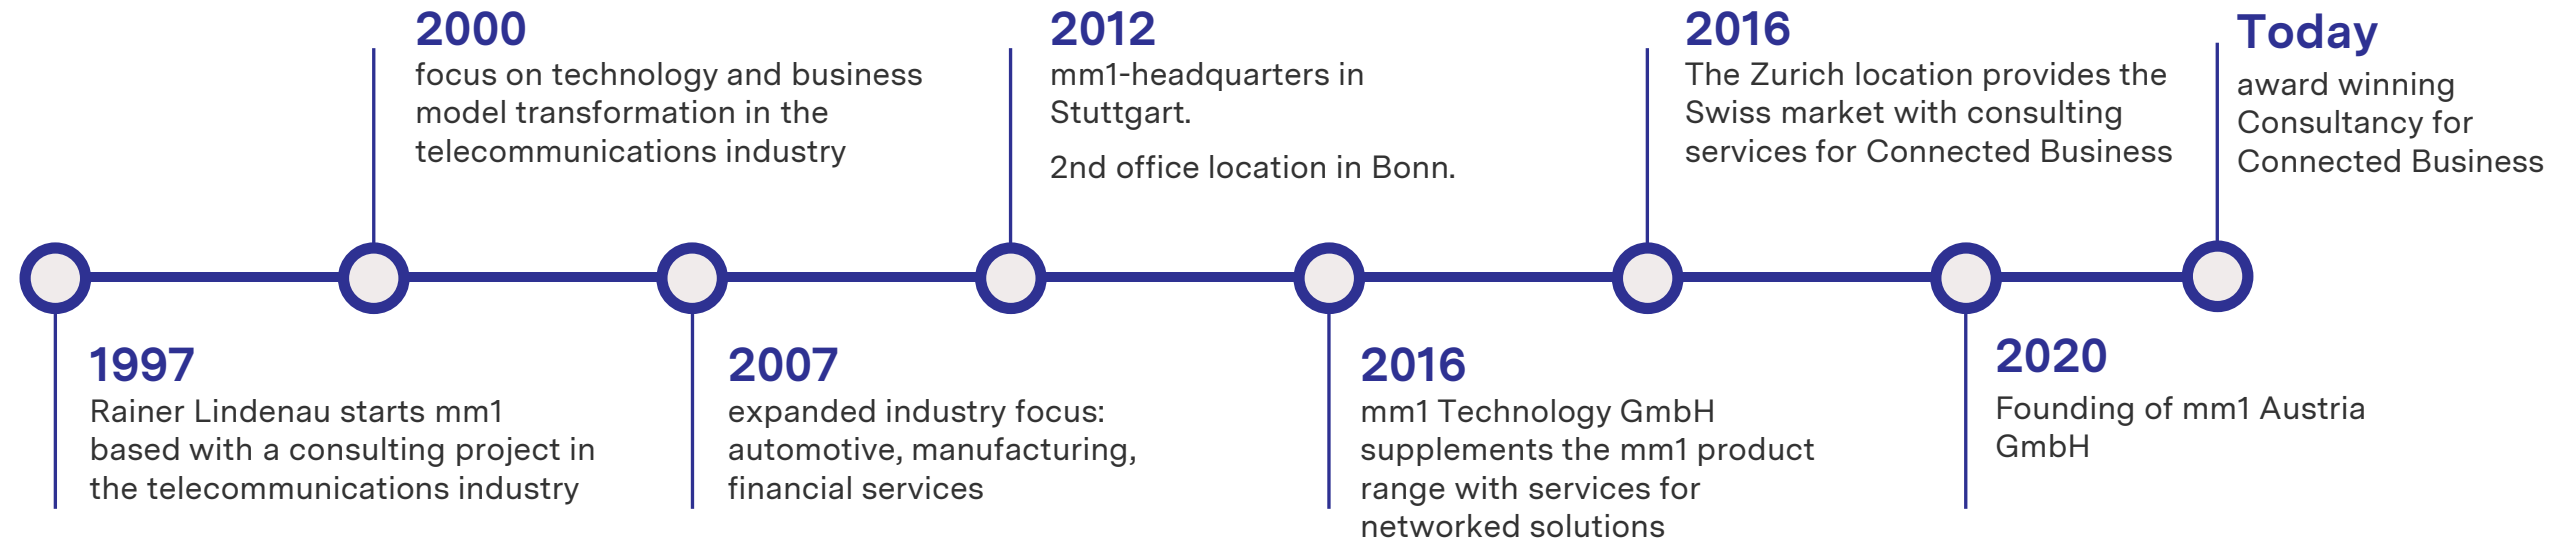 2000
focus on technology and business
model transformation in the
telecommunications industry
2012
mm1-headquarters in
Stuttgart.
2nd office location in Bonn.
2016
The Zurich location provides the
Swiss market with consulting
services for Connected Business
Today
award winning
Consultancy for
Connected Business
1997
Rainer Lindenau starts mm1
based with a consulting project in
the telecommunications industry
2007
expanded industry focus:
automotive, manufacturing,
financial services
2016
mm1 Technology GmbH
supplements the mm1 product
range with services for
networked solutions
2020
Founding of mm1 Austria
GmbH